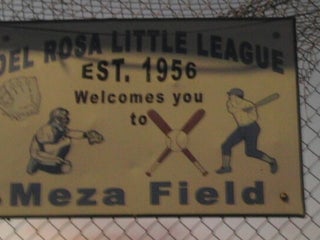 DEL ROSA LITTLE LEAGUE
EST. 1956
Welcomes you
to
Meza Field